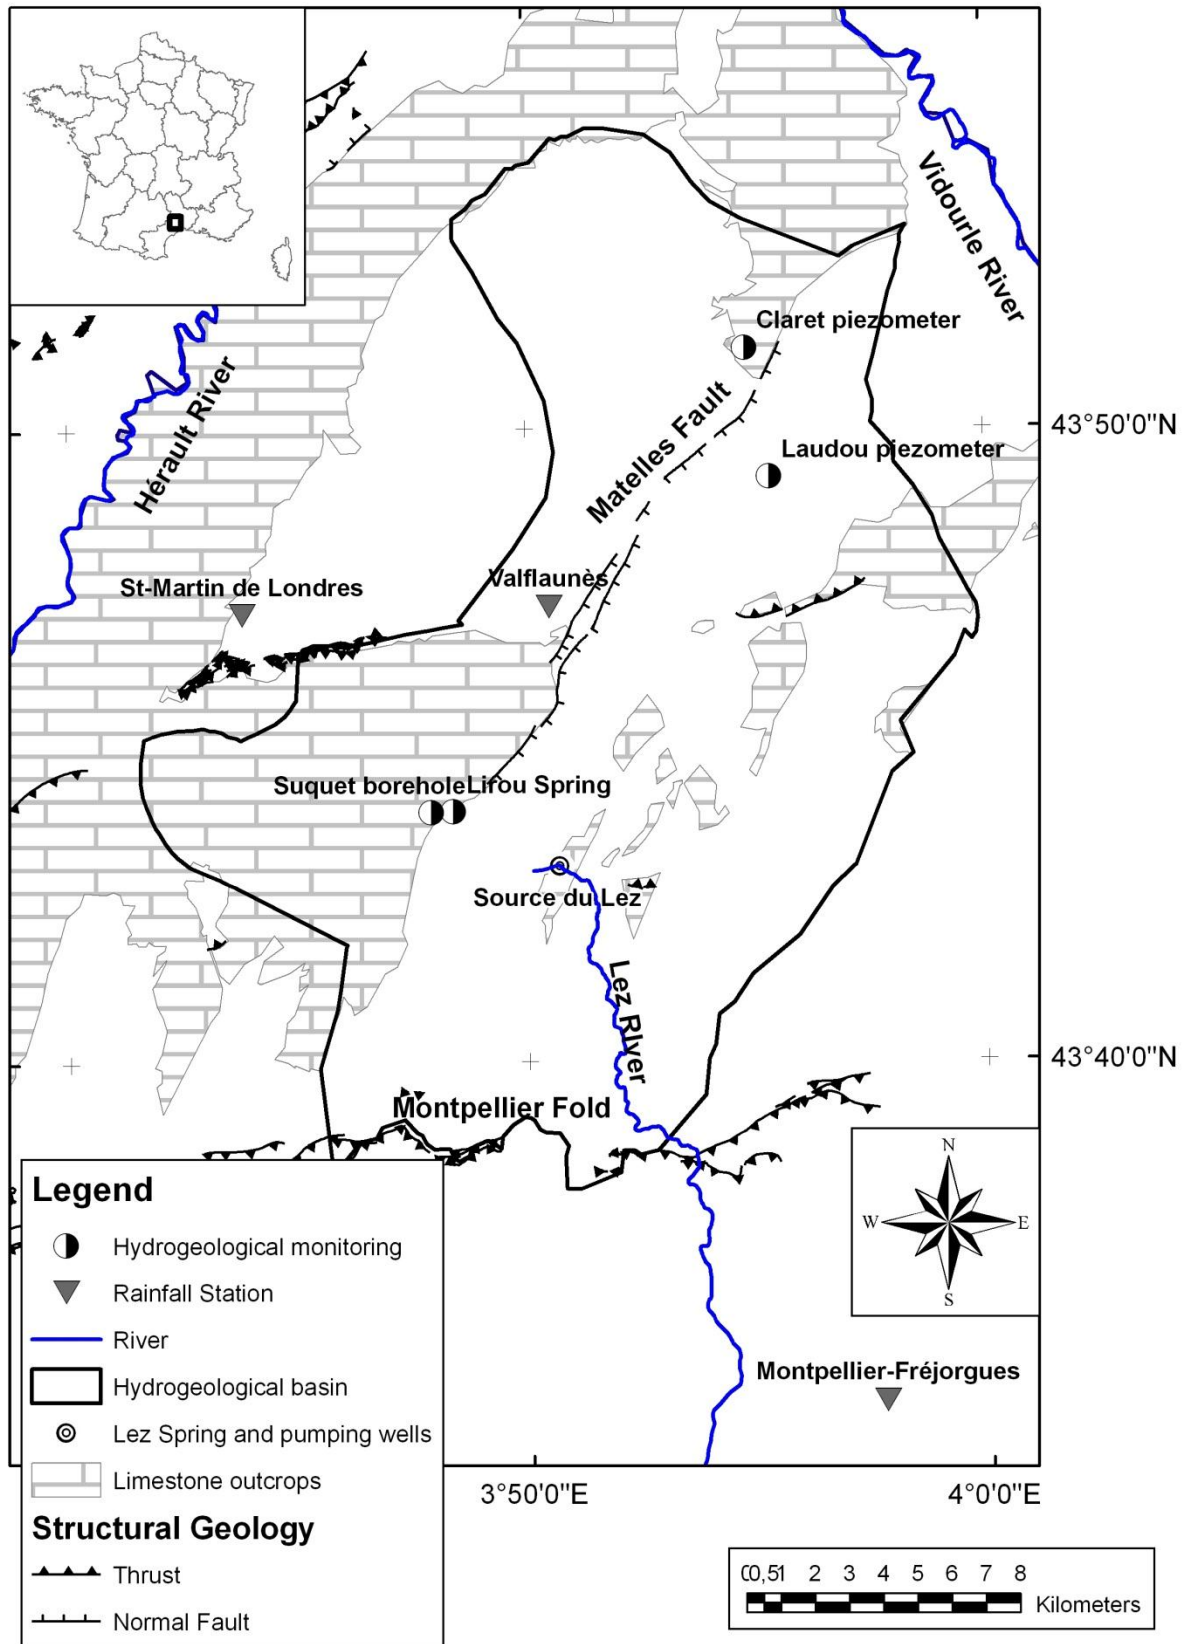 Vidourle River
Claret piezometer
Hérault River
Matelles Fault
43°50'0"N
Laudou piezometer
St-Martin de Londres
Valflaunès
Suquet borehole
Lirou Spring
Source du Lez
Lez RIver
43°40'0"N
Montpellier Fold
N
W
E
S
Legend
Hydrogeological monitoring
Rainfall Station
River
Hydrogeological basin
Lez Spring and pumping wells
Limestone outcrops
Structural Geology
Thrust
Normal Fault
Montpellier-Fréjorgues
3°50'0"E
4°0'0"E
0 0,5 1 2 3 4 5 6 7 8
Kilometers